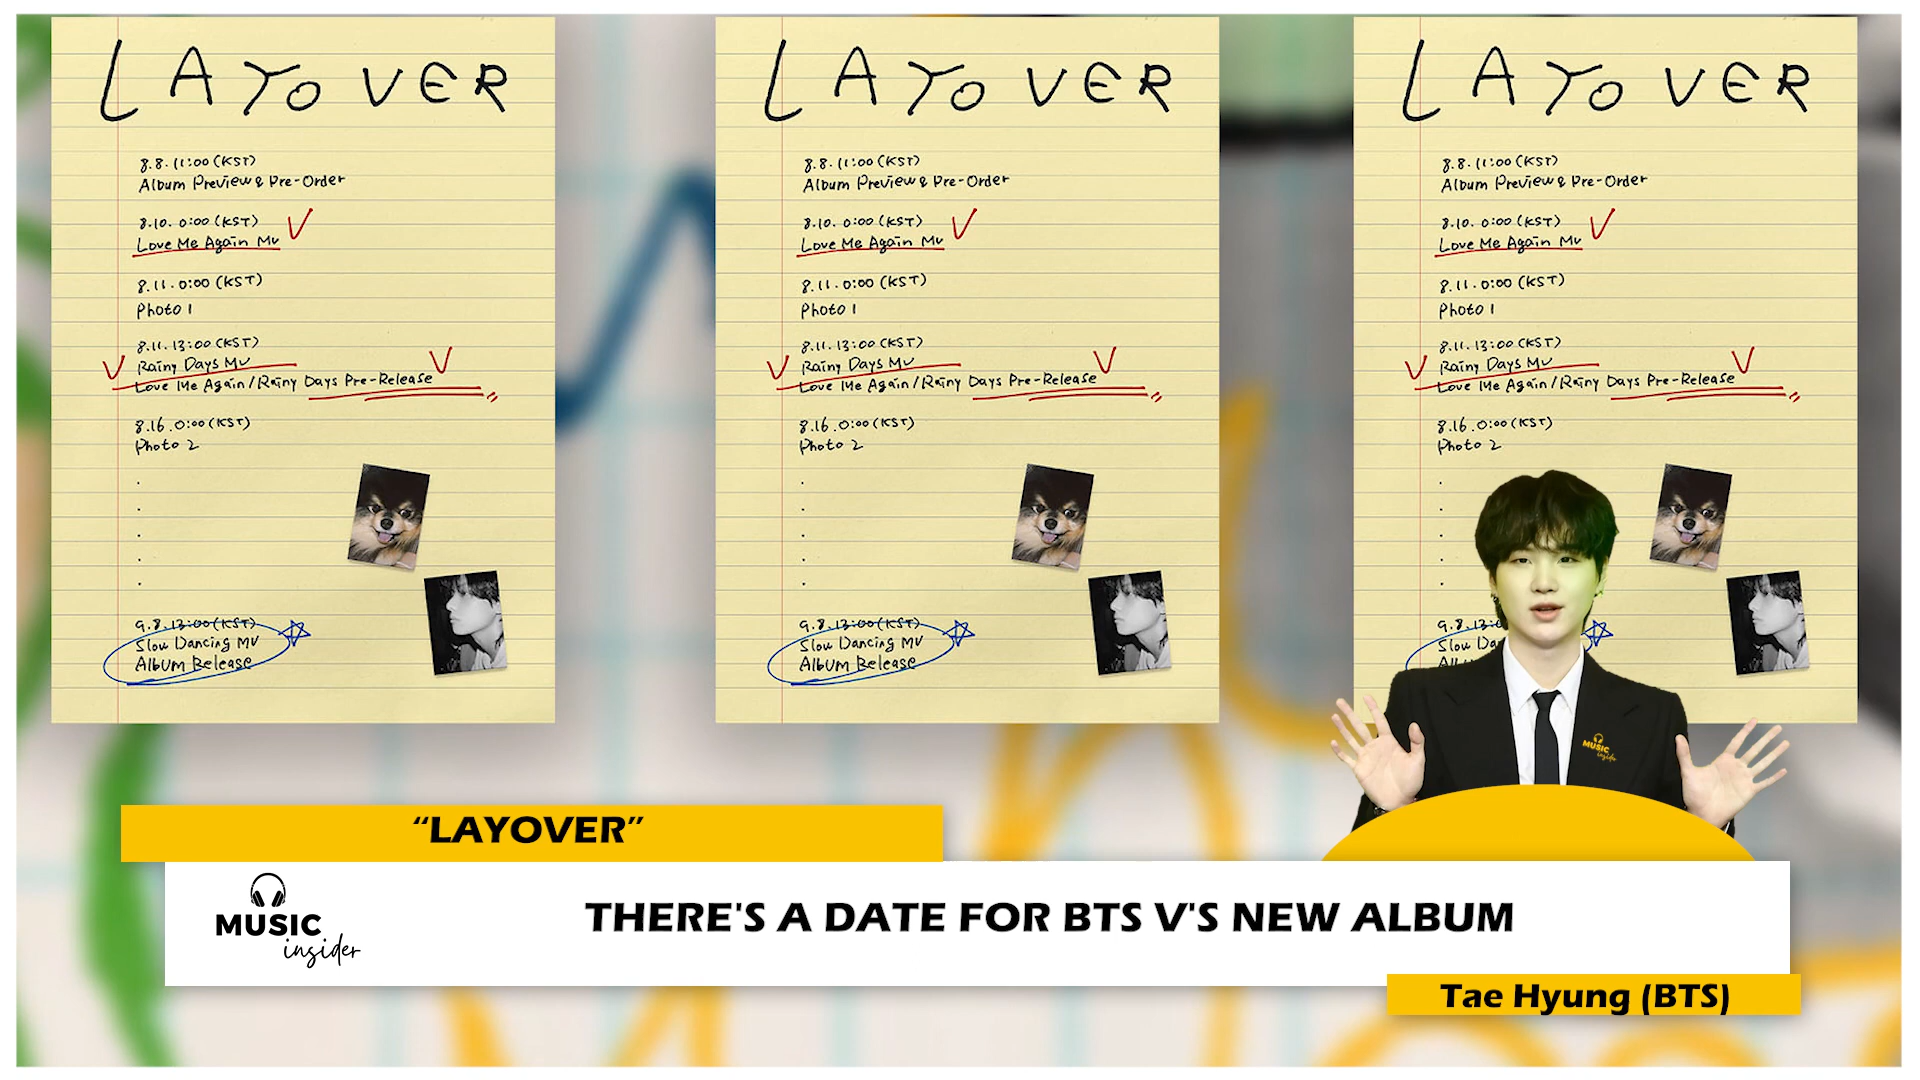 LAYOVER
8.8. 11:00 (KST)
Album Preview & Pre-Order
8.10. 0:00 (KST)
Love Me Again MV
8.11. 0:00 (KST)
Photo 1
8.11. 13:00 (KST)
Rainy Days MV
Love Me Again / Rainy Days Pre-Release
8.16. 0:00 (KST)
Photo 2
9.8. 13:00 (KST)
Slow Dancing MV
Album Release
LAYOVER
8.8. 11:00 (KST)
Album Preview & Pre-Order
8.10. 0:00 (KST)
Love Me Again MV
8.11. 0:00 (KST)
Photo 1
8.11. 13:00 (KST)
Rainy Days MV
Love Me Again / Rainy Days Pre-Release
8.16. 0:00 (KST)
Photo 2
9.8. 13:00 (KST)
Slow Dancing MV
Album Release
LAYOVER
8.8. 11:00 (KST)
Album Preview & Pre-Order
8.10. 0:00 (KST)
Love Me Again MV
8.11. 0:00 (KST)
Photo 1
8.11. 13:00 (KST)
Rainy Days MV
Love Me Again / Rainy Days Pre-Release
8.16. 0:00 (KST)
Photo 2
9.8.
Slow
MUSIC
insider
“LAYOVER”
MUSIC
insider
THERE'S A DATE FOR BTS V'S NEW ALBUM
Tae Hyung (BTS)